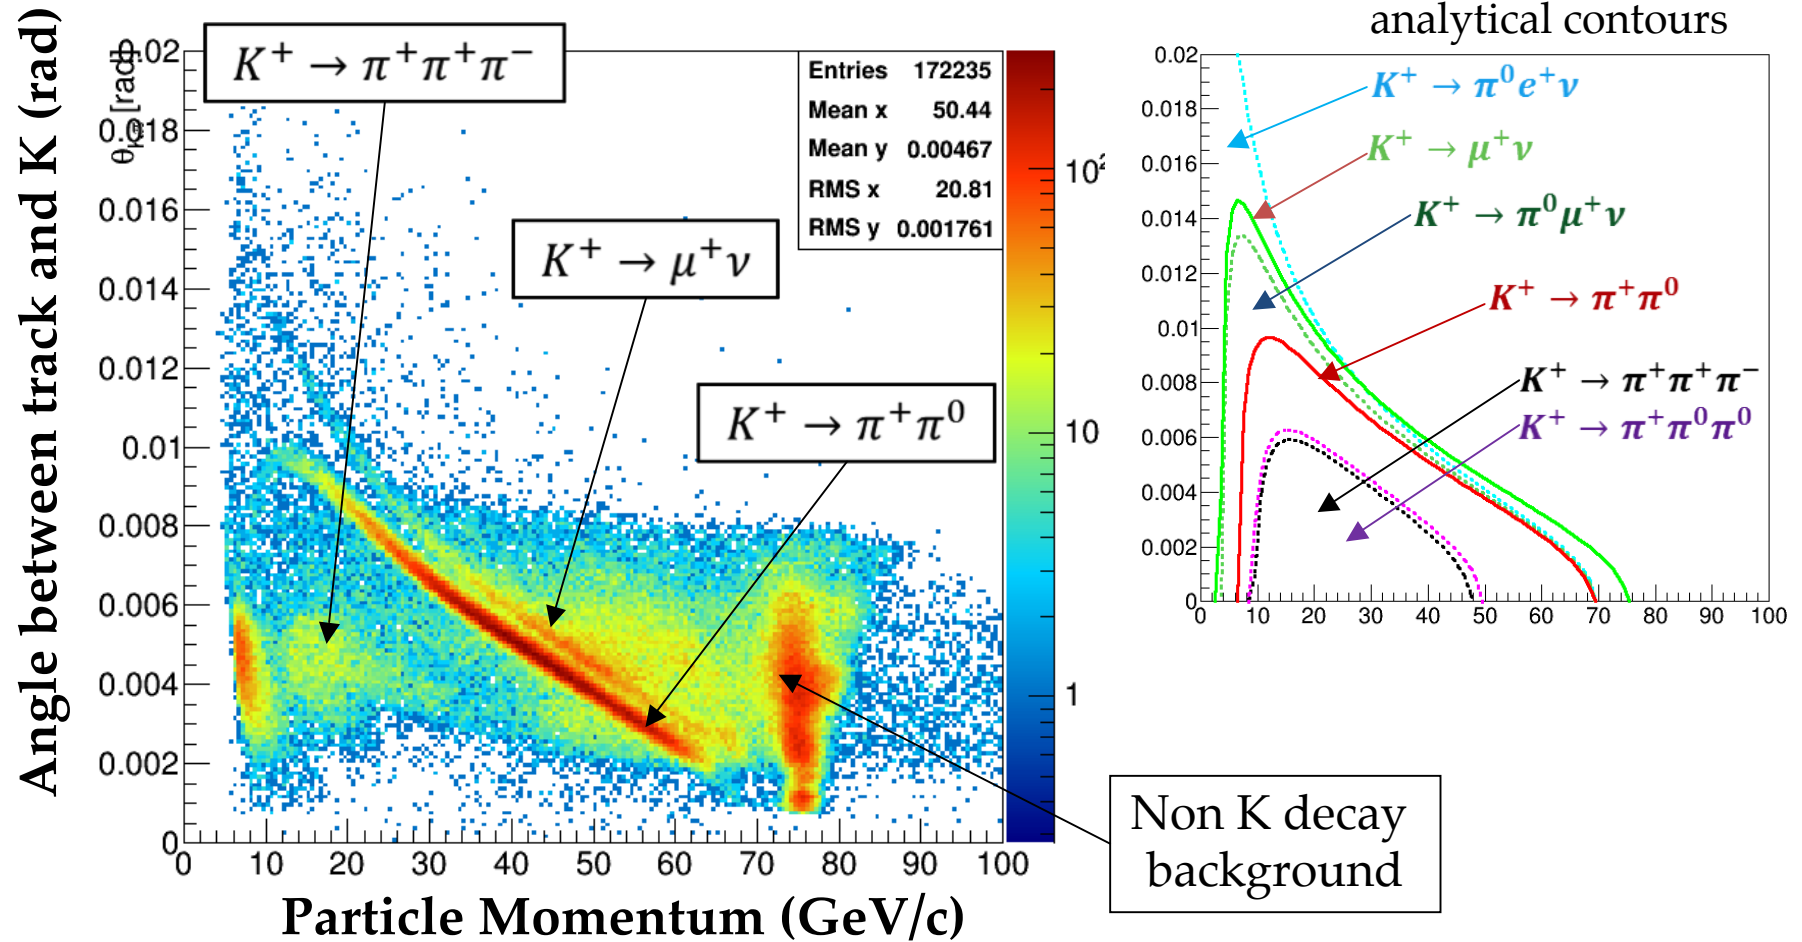 analytical contours
Angle between track and K (rad)
K⁺ → π⁺π⁺π⁻
K⁺ → μ⁺ν
K⁺ → π⁺π⁰
Non K decay
background
Entries 172235
Mean x 50.44
Mean y 0.00467
RMS x 20.81
RMS y 0.001761
.02
0.018
0.016
0.014
0.012
0.01
0.008
0.006
0.004
0.002
0
0 10 20 30 40 50 60 70 80 90 100
Particle Momentum (GeV/c)
10²
10
1
K⁺ → π⁰e⁺ν
K⁺ → μ⁺ν
K⁺ → π⁰μ⁺ν
K⁺ → π⁺π⁰
K⁺ → π⁺π⁺π⁻
K⁺ → π⁺π⁰π⁰
0.02
0.018
0.016
0.014
0.012
0.01
0.008
0.006
0.004
0.002
0
0 10 20 30 40 50 60 70 80 90 100